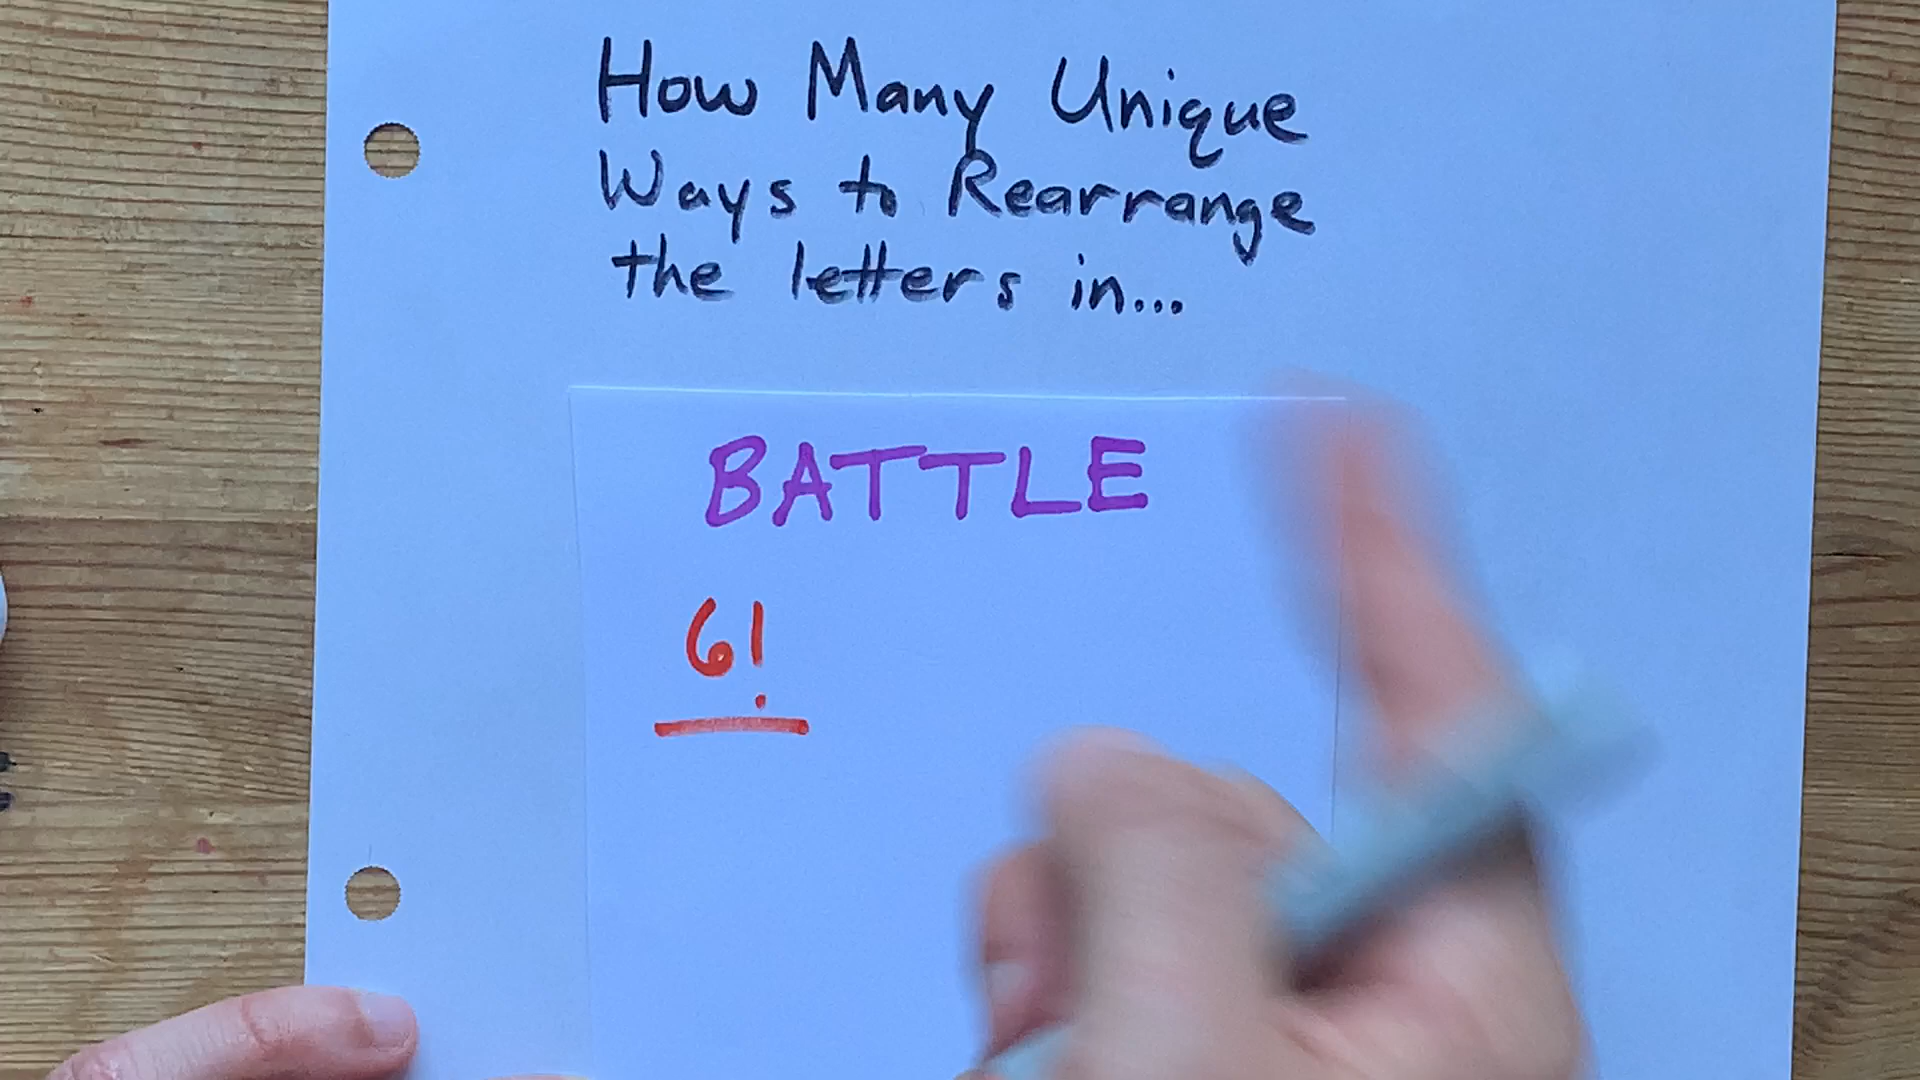 How Many Unique
Ways to Rearrange
the letters in...
BATTLE
6!